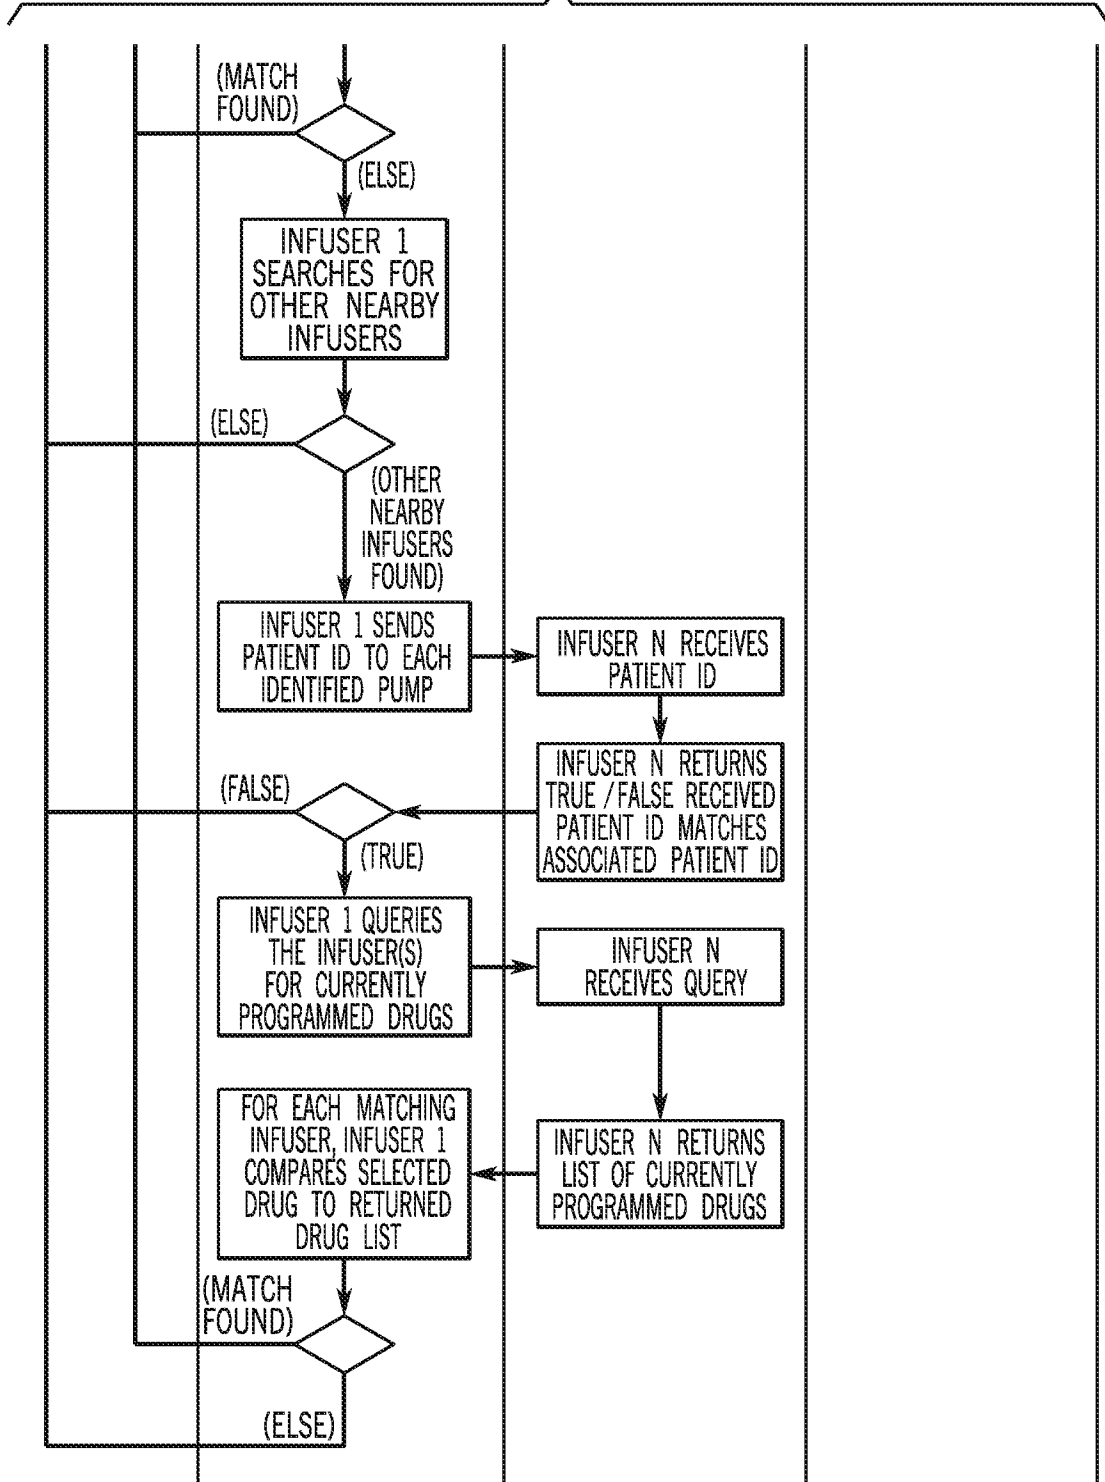 (MATCH
FOUND)
(ELSE)
INFUSER 1
SEARCHES FOR
OTHER NEARBY
INFUSERS
(ELSE)
(OTHER
NEARBY
INFUSERS
FOUND)
INFUSER 1 SENDS
PATIENT ID TO EACH
IDENTIFIED PUMP
INFUSER N RECEIVES
PATIENT ID
INFUSER N RETURNS
TRUE / FALSE RECEIVED
PATIENT ID MATCHES
ASSOCIATED PATIENT ID
(FALSE)
(TRUE)
INFUSER 1 QUERIES
THE INFUSER(S)
FOR CURRENTLY
PROGRAMMED DRUGS
INFUSER N
RECEIVES QUERY
INFUSER N RETURNS
LIST OF CURRENTLY
PROGRAMMED DRUGS
FOR EACH MATCHING
INFUSER, INFUSER 1
COMPARES SELECTED
DRUG TO RETURNED
DRUG LIST
(MATCH
FOUND)
(ELSE)